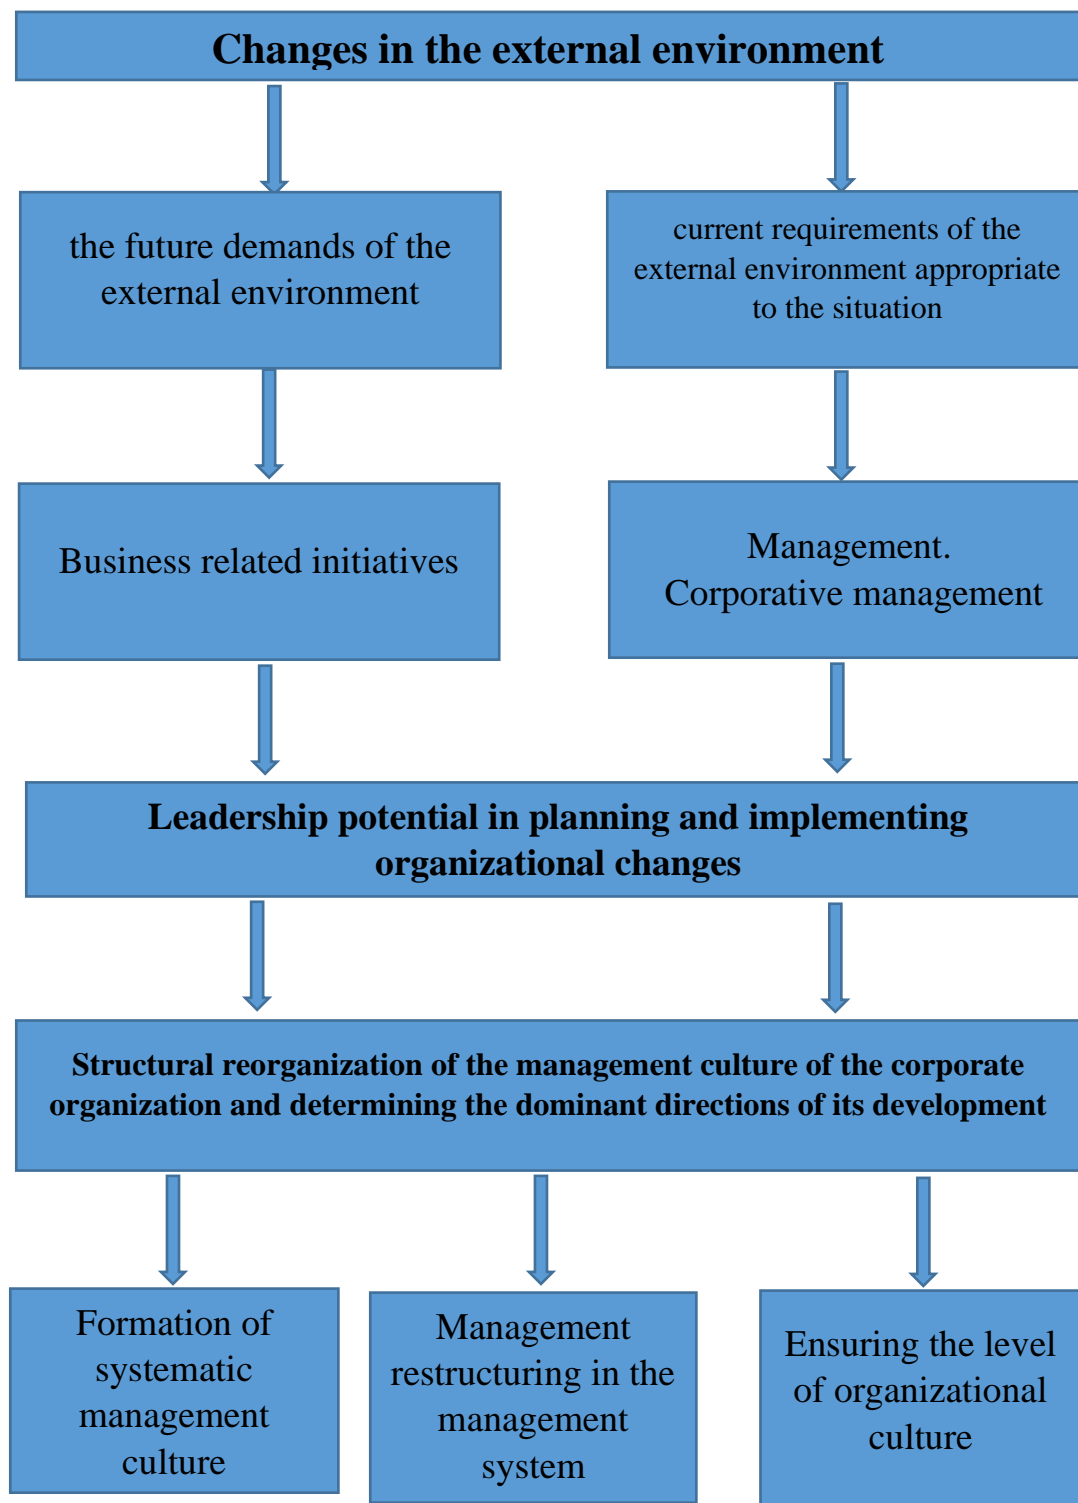 Changes in the external environment
the future demands of the
external environment
current requirements of the
external environment appropriate
to the situation
Business related initiatives
Management.
Corporative management
Leadership potential in planning and implementing
organizational changes
Structural reorganization of the management culture of the corporate
organization and determining the dominant directions of its development
Formation of
systematic
management
culture
Management
restructuring in the
management
system
Ensuring the level
of organizational
culture